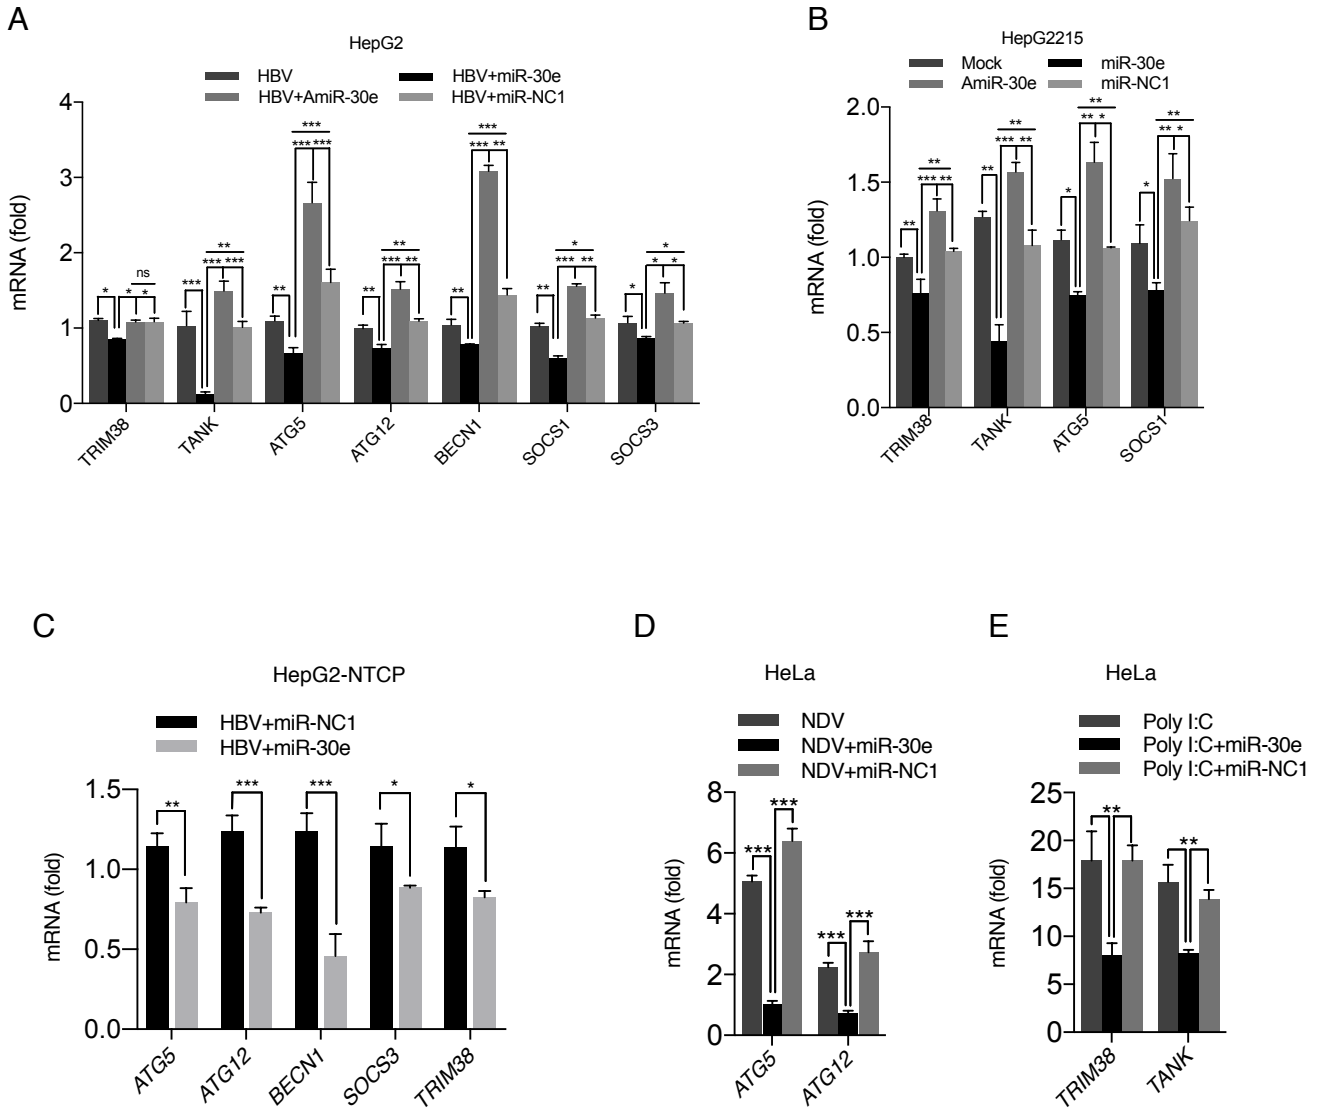 A
HepG2
HBV
HBV+miR-30e
HBV+AmiR-30e
HBV+miR-NC1
mRNA (fold)
4
3
2
1
0
* * * ns
*** *** *** **
** *** *** ***
** *** ** **
** *** ** ***
** *** ** *
* * * *
TRIM38
TANK
ATG5
ATG12
BECN1
SOCS1
SOCS3
B
HepG2215
Mock
miR-30e
AmiR-30e
miR-NC1
mRNA (fold)
2.0
1.5
1.0
0.5
0.0
** *** ** **
** *** ** **
* ** * **
* ** * **
TRIM38
TANK
ATG5
SOCS1
C
HepG2-NTCP
HBV+miR-NC1
HBV+miR-30e
mRNA (fold)
1.5
1.0
0.5
0.0
** *** *** * *
ATG5
ATG12
BECN1
SOCS3
TRIM38
D
HeLa
NDV
NDV+miR-30e
NDV+miR-NC1
mRNA (fold)
8
6
4
2
0
*** ***
*** ***
ATG5
ATG12
E
HeLa
Poly I:C
Poly I:C+miR-30e
Poly I:C+miR-NC1
mRNA (fold)
25
20
15
10
5
0
**
**
TRIM38
TANK